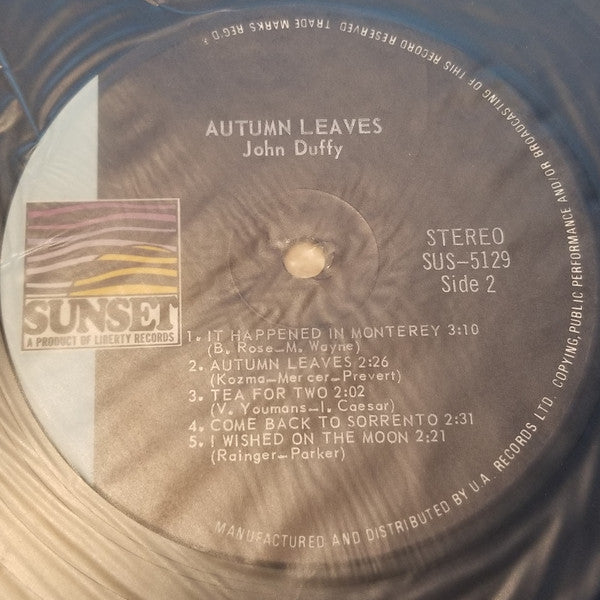 AUTUMN LEAVES
John Duffy
STEREO
SUS-5129
Side 2
SUNSET
A PRODUCT OF LIBERTY RECORDS
1. IT HAPPENED IN MONTEREY 3:10
(B. Rose-M. Wayne)
2. AUTUMN LEAVES 2:26
(Kozma-Mercer-Prevert)
3. TEA FOR TWO 2:02
(V. Youmans-I. Caesar)
4. COME BACK TO SORRENTO 2:31
5. I WISHED ON THE MOON 2:21
(Rainger-Parker)
MANUFACTURED AND DISTRIBUTED BY U.A. RECORDS LTD. COPYING, PUBLIC PERFORMANCE AND/OR BROADCASTING OF THIS RECORD RESERVED TRADE MARKS REG'D